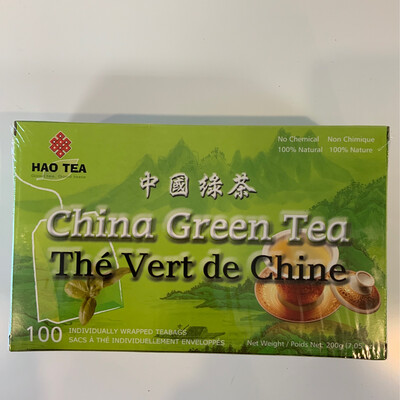 HAO TEA
No Chemical Non Chimique
100% Natural 100% Nature
中國綠茶
China Green Tea
Thé Vert de Chine
100 INDIVIDUALLY WRAPPED TEABAGS
SACS À THÉ INDIVIDUELLEMENT ENVELOPPÉS
Net Weight / Poids Net: 200g